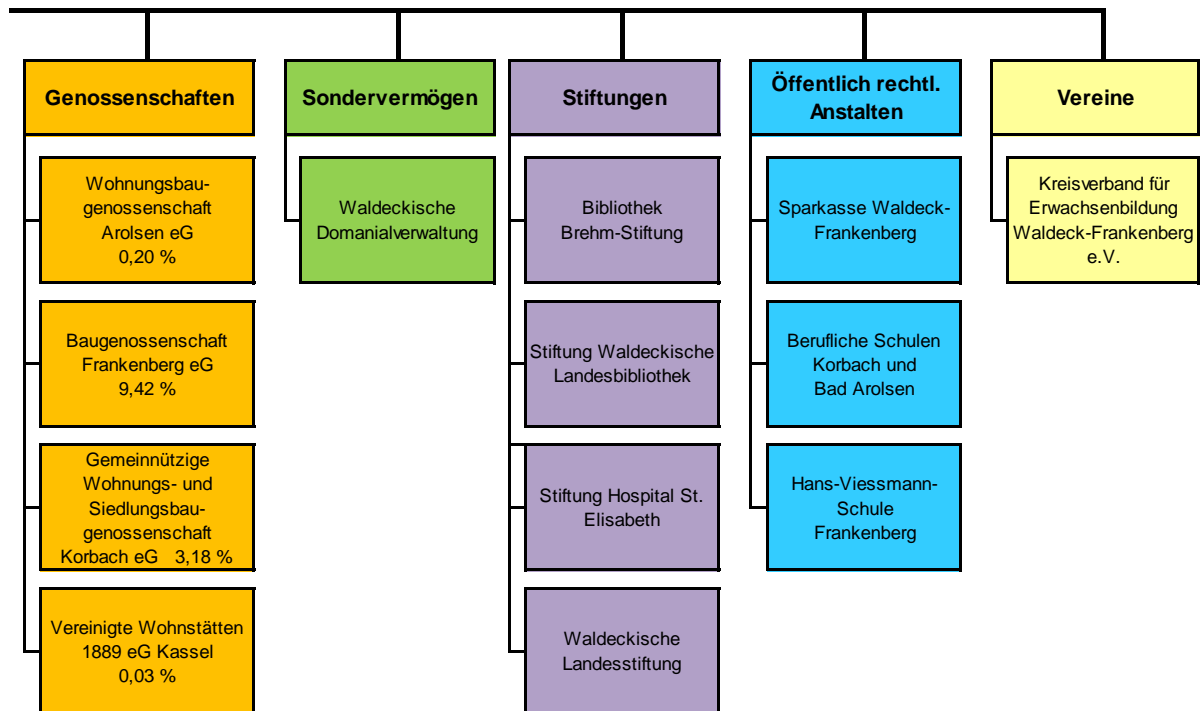 Genossenschaften
Wohnungsbau-
genossenschaft
Arolsen eG
0,20 %
Baugenossenschaft
Frankenberg eG
9,42 %
Gemeinnützige
Wohnungs- und
Siedlungsbau-
genossenschaft
Korbach eG 3,18 %
Vereinigte Wohnstätten
1889 eG Kassel
0,03 %
Sondervermögen
Waldeckische
Domanialverwaltung
Stiftungen
Bibliothek
Brehm-Stiftung
Stiftung Waldeckische
Landesbibliothek
Stiftung Hospital St.
Elisabeth
Waldeckische
Landesstiftung
Öffentlich rechtl.
Anstalten
Sparkasse Waldeck-
Frankenberg
Berufliche Schulen
Korbach und
Bad Arolsen
Hans-Viessmann-
Schule
Frankenberg
Vereine
Kreisverband für
Erwachsenbildung
Waldeck-Frankenberg
e.V.